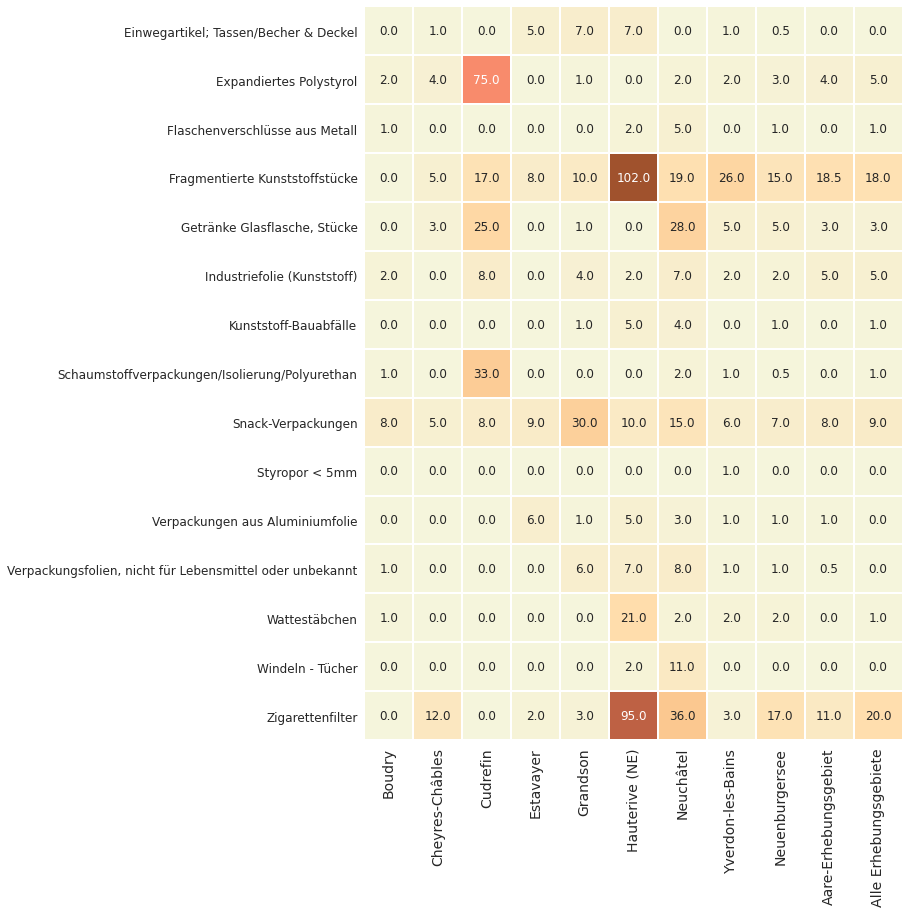 Einwegartikel; Tassen/Becher & Deckel 0.0 1.0 0.0 5.0 7.0 7.0 0.0 1.0 0.5 0.0 0.0
Expandiertes Polystyrol 2.0 4.0 75.0 0.0 1.0 0.0 2.0 2.0 3.0 4.0 5.0
Flaschenverschlüsse aus Metall 1.0 0.0 0.0 0.0 0.0 2.0 5.0 0.0 1.0 0.0 1.0
Fragmentierte Kunststoffstücke 0.0 5.0 17.0 8.0 10.0 102.0 19.0 26.0 15.0 18.5 18.0
Getränke Glasflasche, Stücke 0.0 3.0 25.0 0.0 1.0 0.0 28.0 5.0 5.0 3.0 3.0
Industriefolie (Kunststoff) 2.0 0.0 8.0 0.0 4.0 2.0 7.0 2.0 2.0 5.0 5.0
Kunststoff-Bauabfälle 0.0 0.0 0.0 0.0 1.0 5.0 4.0 0.0 1.0 0.0 1.0
Schaumstoffverpackungen/Isolierung/Polyurethan 1.0 0.0 33.0 0.0 0.0 0.0 2.0 1.0 0.5 0.0 1.0
Snack-Verpackungen 8.0 5.0 8.0 9.0 30.0 10.0 15.0 6.0 7.0 8.0 9.0
Styropor < 5mm 0.0 0.0 0.0 0.0 0.0 0.0 0.0 1.0 0.0 0.0 0.0
Verpackungen aus Aluminiumfolie 0.0 0.0 0.0 6.0 1.0 5.0 3.0 1.0 1.0 1.0 0.0
Verpackungsfolien, nicht für Lebensmittel oder unbekannt 1.0 0.0 0.0 0.0 6.0 7.0 8.0 1.0 1.0 0.5 0.0
Wattestäbchen 1.0 0.0 0.0 0.0 0.0 21.0 2.0 2.0 2.0 0.0 1.0
Windeln - Tücher 0.0 0.0 0.0 0.0 0.0 2.0 11.0 0.0 0.0 0.0 0.0
Zigarettenfilter 0.0 12.0 0.0 2.0 3.0 95.0 36.0 3.0 17.0 11.0 20.0
Boudry
Cheyres-Châbles
Cudrefin
Estavayer
Grandson
Hauterive (NE)
Neuchâtel
Yverdon-les-Bains
Neuenburgersee
Aare-Erhebungsgebiet
Alle Erhebungsgebiete